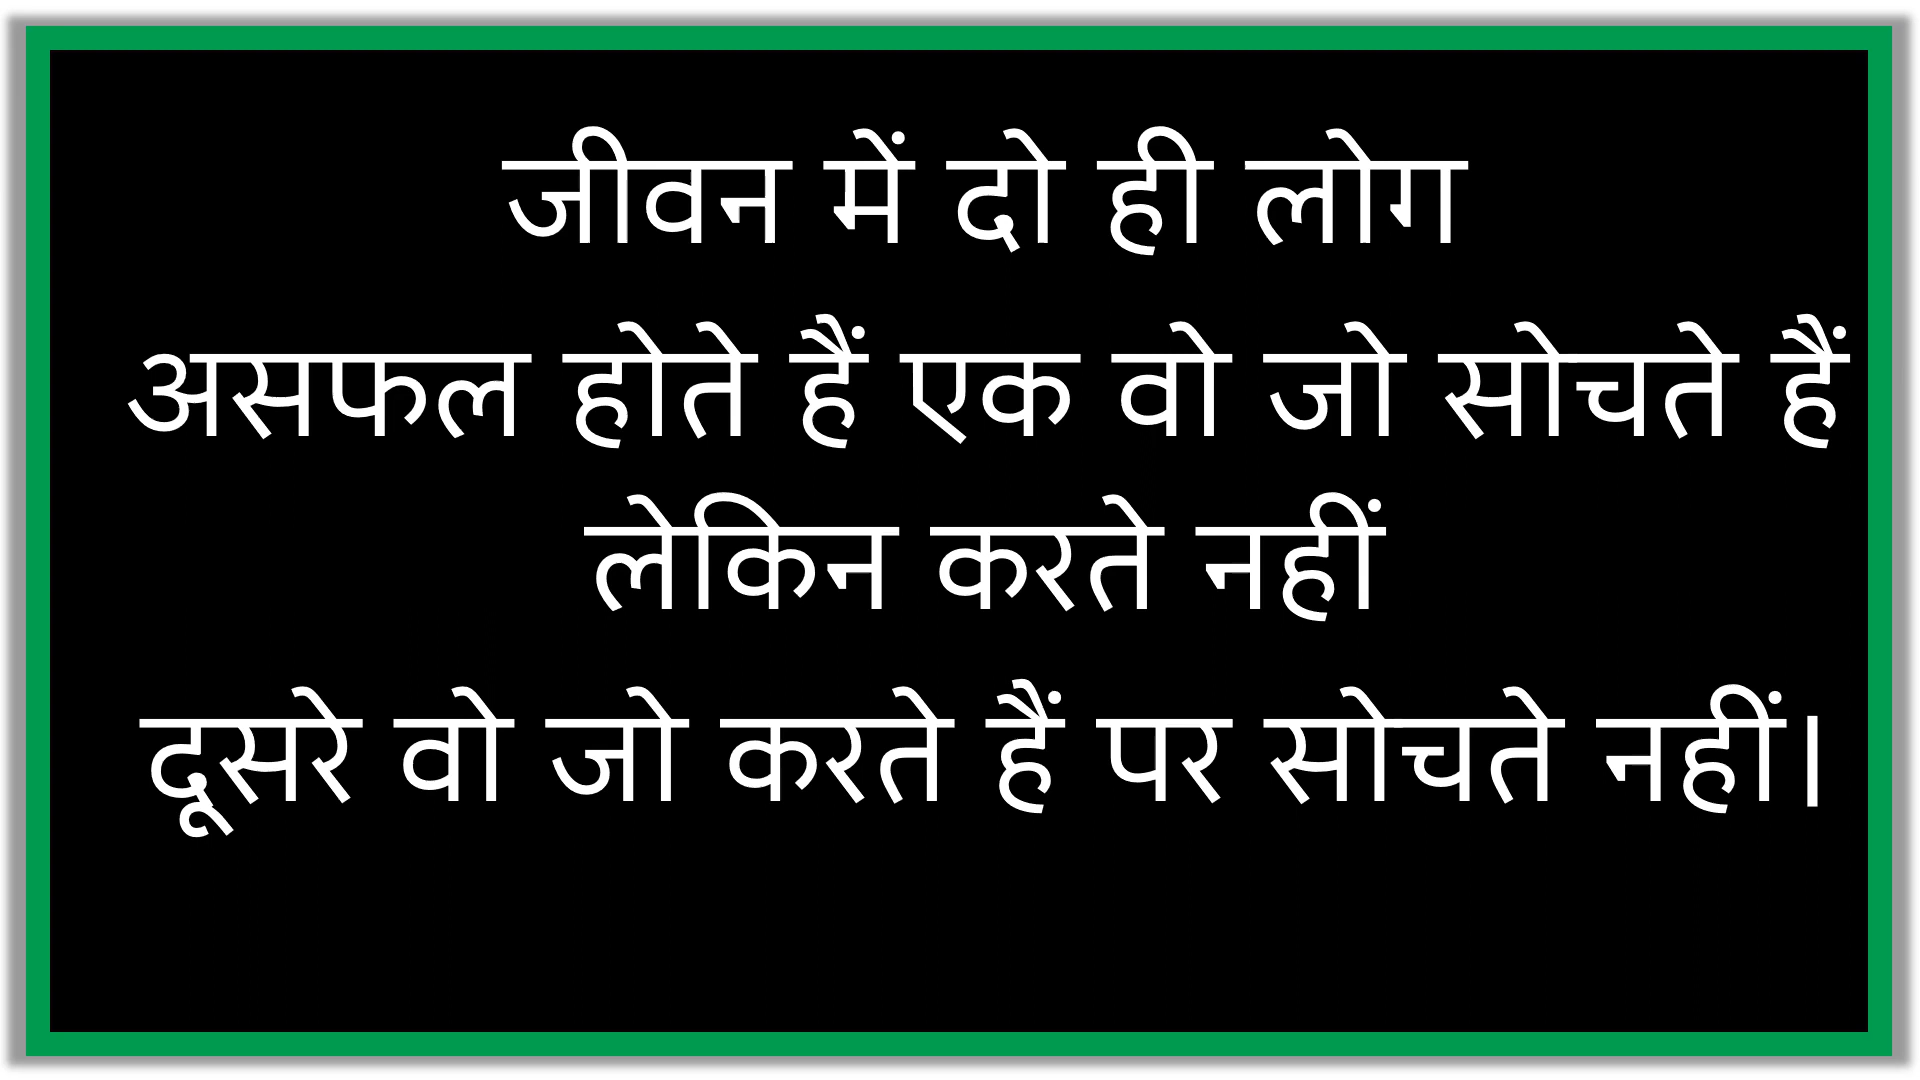 जीवन में दो ही लोग
असफल होते हैं एक वो जो सोचते हैं
लेकिन करते नहीं
दूसरे वो जो करते हैं पर सोचते नहीं।